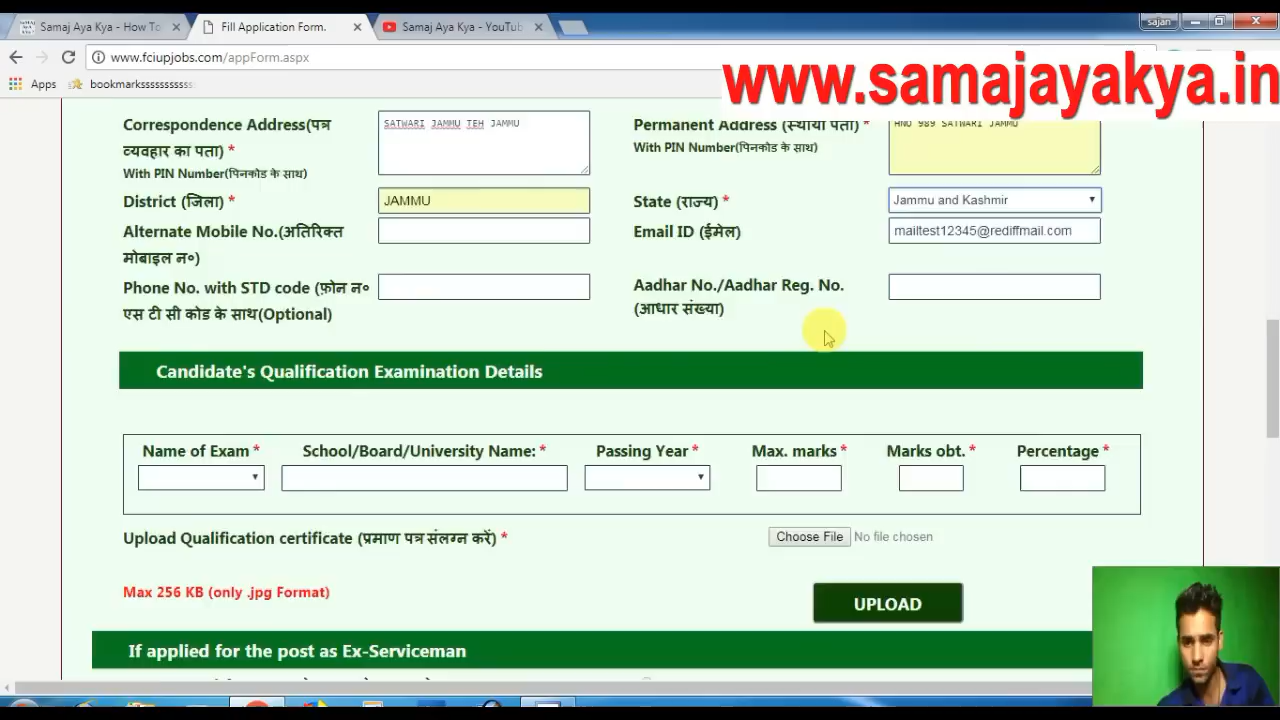 Samaj Aya Kya - How To
Fill Application Form.
Samaj Aya Kya - YouTube
sajan
www.fciupjobs.com/appForm.aspx
Apps
bookmarksssssssssss
www.samajayakya.in
Correspondence Address(पत्र
व्यवहार का पता) *
With PIN Number(पिनकोड के साथ)
SATWARI JAMMU TEH JAMMU
Permanent Address (स्थायी पता) *
With PIN Number(पिनकोड के साथ)
HNO 989 SATWARI JAMMU
District (जिला) *
JAMMU
State (राज्य) *
Jammu and Kashmir
Alternate Mobile No.(अतिरिक्त
मोबाइल न०)
Email ID (ईमेल)
mailtest12345@rediffmail.com
Phone No. with STD code (फ़ोन न०
एस टी सी कोड के साथ(Optional)
Aadhar No./Aadhar Reg. No.
(आधार संख्या)
Candidate's Qualification Examination Details
Name of Exam *
School/Board/University Name: *
Passing Year *
Max. marks *
Marks obt. *
Percentage *
Upload Qualification certificate (प्रमाण पत्र संलग्न करें) *
Choose File No file chosen
Max 256 KB (only .jpg Format)
UPLOAD
If applied for the post as Ex-Serviceman